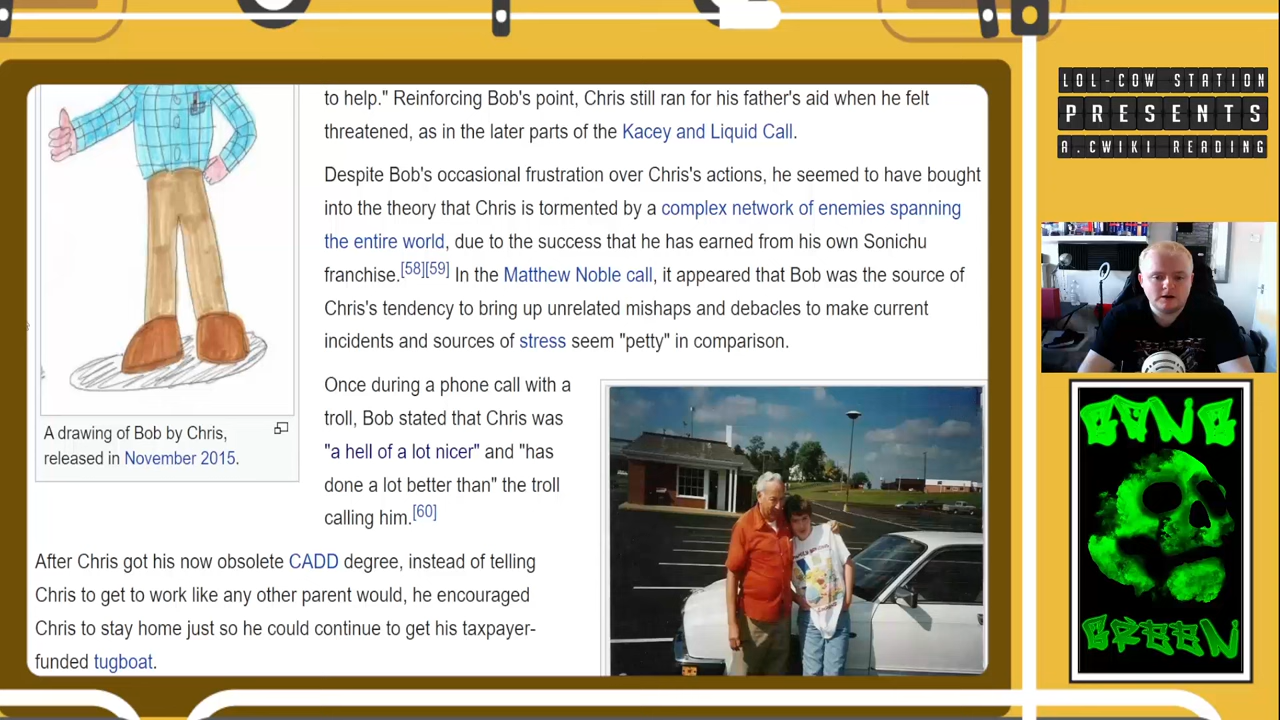 to help." Reinforcing Bob's point, Chris still ran for his father's aid when he felt
threatened, as in the later parts of the Kacey and Liquid Call.
Despite Bob's occasional frustration over Chris's actions, he seemed to have bought
into the theory that Chris is tormented by a complex network of enemies spanning
the entire world, due to the success that he has earned from his own Sonichu
franchise.[58][59] In the Matthew Noble call, it appeared that Bob was the source of
Chris's tendency to bring up unrelated mishaps and debacles to make current
incidents and sources of stress seem "petty" in comparison.
A drawing of Bob by Chris,
released in November 2015.
Once during a phone call with a
troll, Bob stated that Chris was
"a hell of a lot nicer" and "has
done a lot better than" the troll
calling him.[60]
After Chris got his now obsolete CADD degree, instead of telling
Chris to get to work like any other parent would, he encouraged
Chris to stay home just so he could continue to get his taxpayer-
funded tugboat.
LOL-COW STATION
PRESENTS
A.CWIKI READING
GONE
GREEN